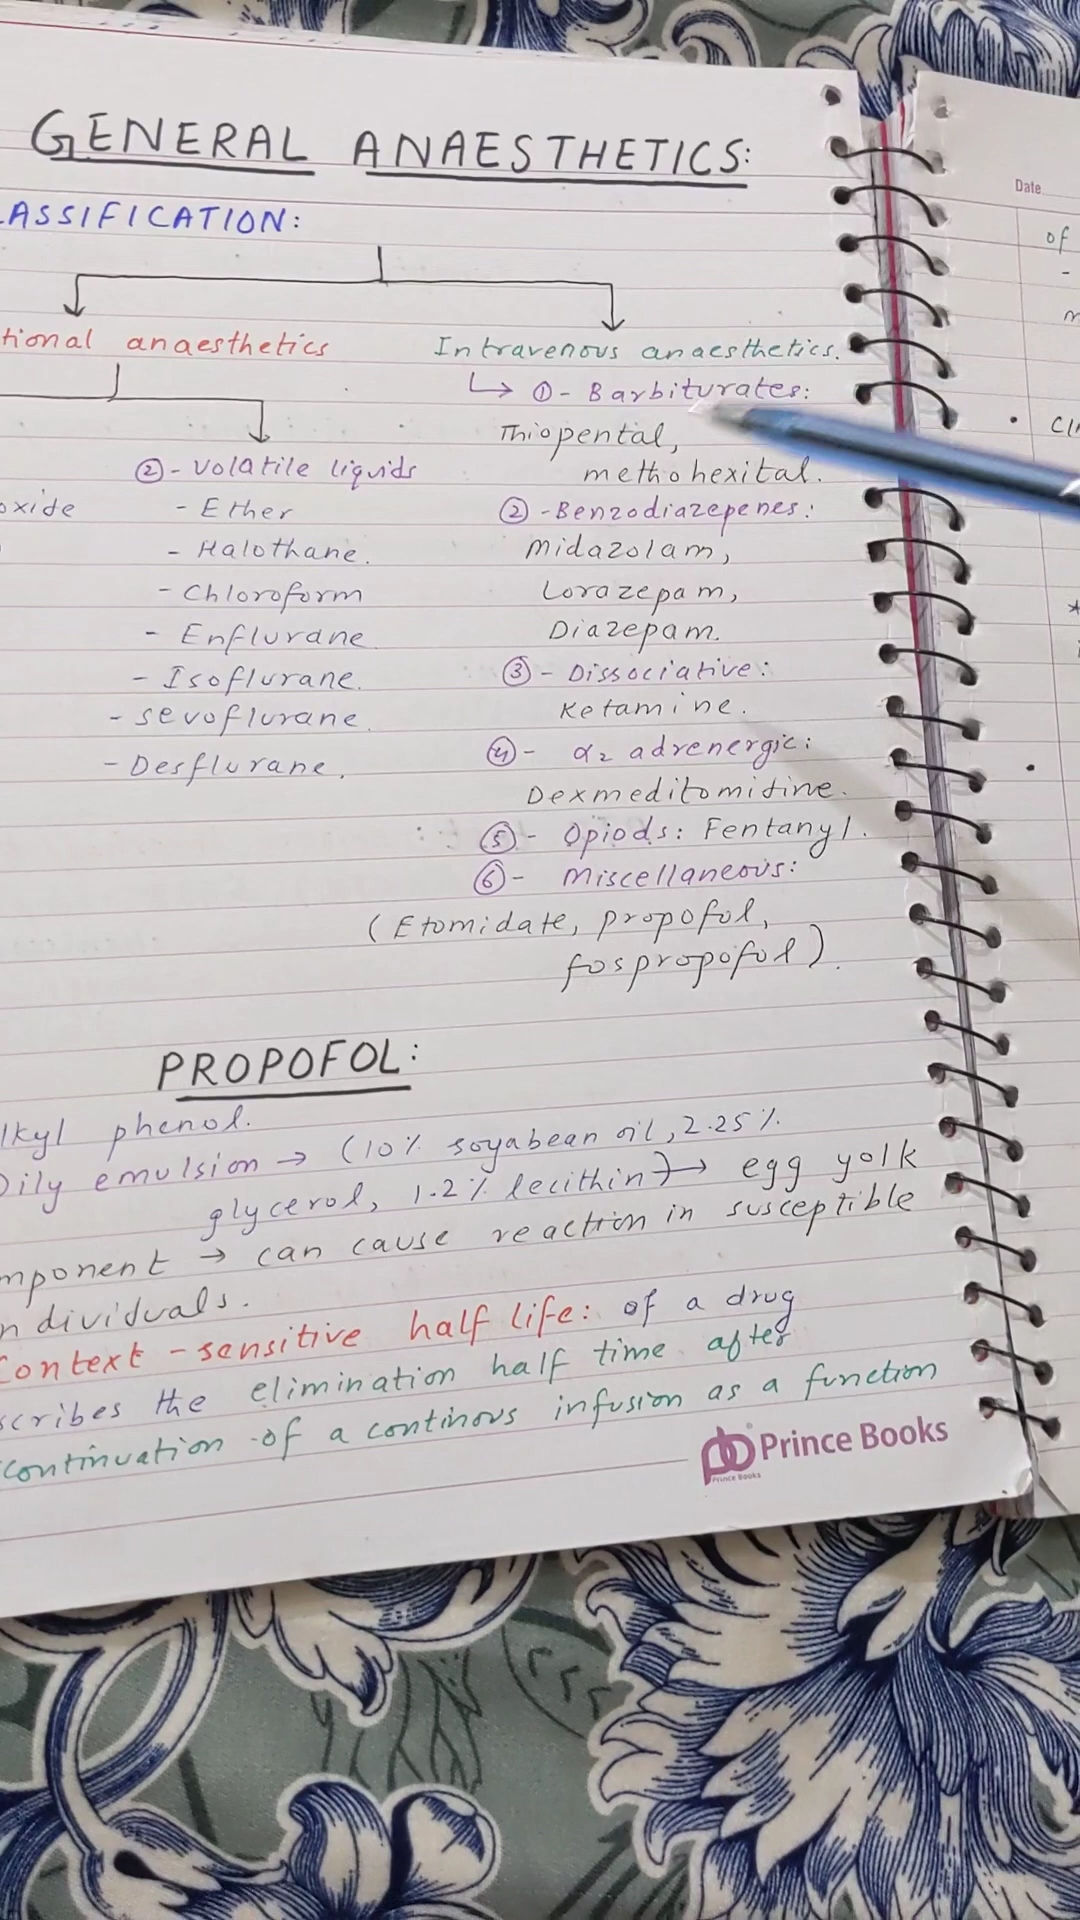 GENERAL ANAESTHETICS:
LASSIFICATION:
tional anaesthetics
Intravenous anaesthetics.
↳ ①- Barbiturates:
Thiopental,
methohexital.
②- Volatile liquids
oxide
- Ether
- Halothane.
- Chloroform
- Enflurane
- Isoflurane.
- sevoflurane.
- Desflurane.
② -Benzodiazepenes:
midazolam,
Lorazepam,
Diazepam.
③- Dissociative:
Ketamine.
④- α₂ adrenergic:
Dexmeditomidine.
⑤- Opiods: Fentanyl.
⑥- Miscellaneous:
(Etomidate, propofol,
fospropofol).
PROPOFOL:
lkyl phenol.
Oily emulsion → (10% soyabean oil, 2.25%
glycerol, 1.2% lecithin) → egg yolk
mponent → can cause reaction in susceptible
ndividuals.
Context-sensitive half life: of a drug
scribes the elimination half time after
continuation of a continous infusion as a function
Prince Books
Prince Books
Date
of
-